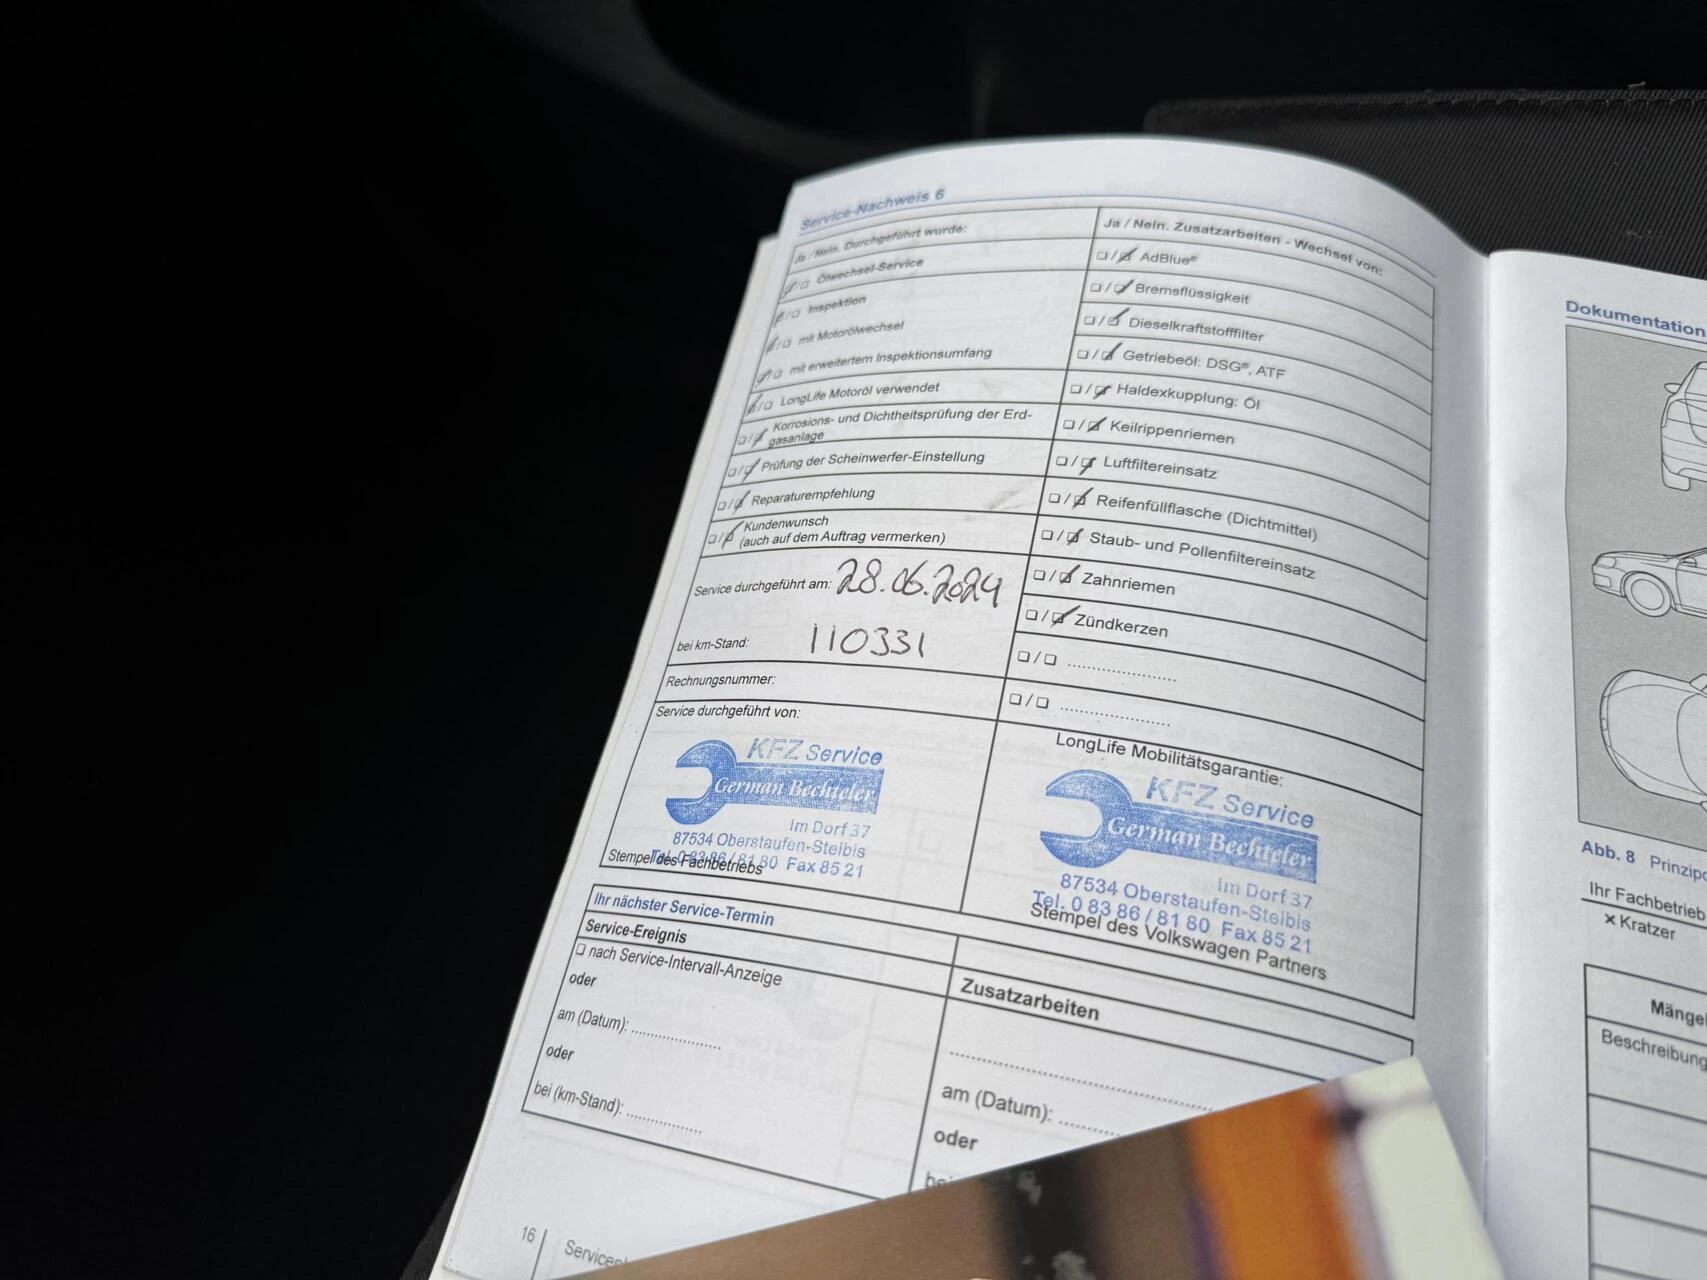 Service-Nachweis 6
Ja / Nein. Durchgeführt wurde:
Ölwechsel-Service
Inspektion
mit Motorölwechsel
mit erweitertem Inspektionsumfang
LongLife Motoröl verwendet
Korrosions- und Dichtheitsprüfung der Erd-
gasanlage
Prüfung der Scheinwerfer-Einstellung
Reparaturempfehlung
Kundenwunsch
(auch auf dem Auftrag vermerken)
Service durchgeführt am: 28.06.2024
bei km-Stand: 110331
Rechnungsnummer:
Service durchgeführt von:
KFZ Service
German Bechteler
Im Dorf 37
87534 Oberstaufen-Steibis
Tel. 0 83 86 / 81 80 Fax 85 21
Stempel des Fachbetriebs
Ja / Nein. Zusatzarbeiten - Wechsel von:
AdBlue®
Bremsflüssigkeit
Dieselkraftstofffilter
Getriebeöl: DSG®, ATF
Haldexkupplung: Öl
Keilrippenriemen
Luftfiltereinsatz
Reifenfüllflasche (Dichtmittel)
Staub- und Pollenfiltereinsatz
Zahnriemen
Zündkerzen
LongLife Mobilitätsgarantie:
KFZ Service
German Bechteler
Im Dorf 37
87534 Oberstaufen-Steibis
Tel. 0 83 86 / 81 80 Fax 85 21
Stempel des Volkswagen Partners
Ihr nächster Service-Termin
Service-Ereignis
nach Service-Intervall-Anzeige
oder
am (Datum):
oder
bei (km-Stand):
Zusatzarbeiten
am (Datum):
oder
16
Dokumentation
Abb. 8
Ihr Fachbetrieb
× Kratzer
Mängel
Beschreibung